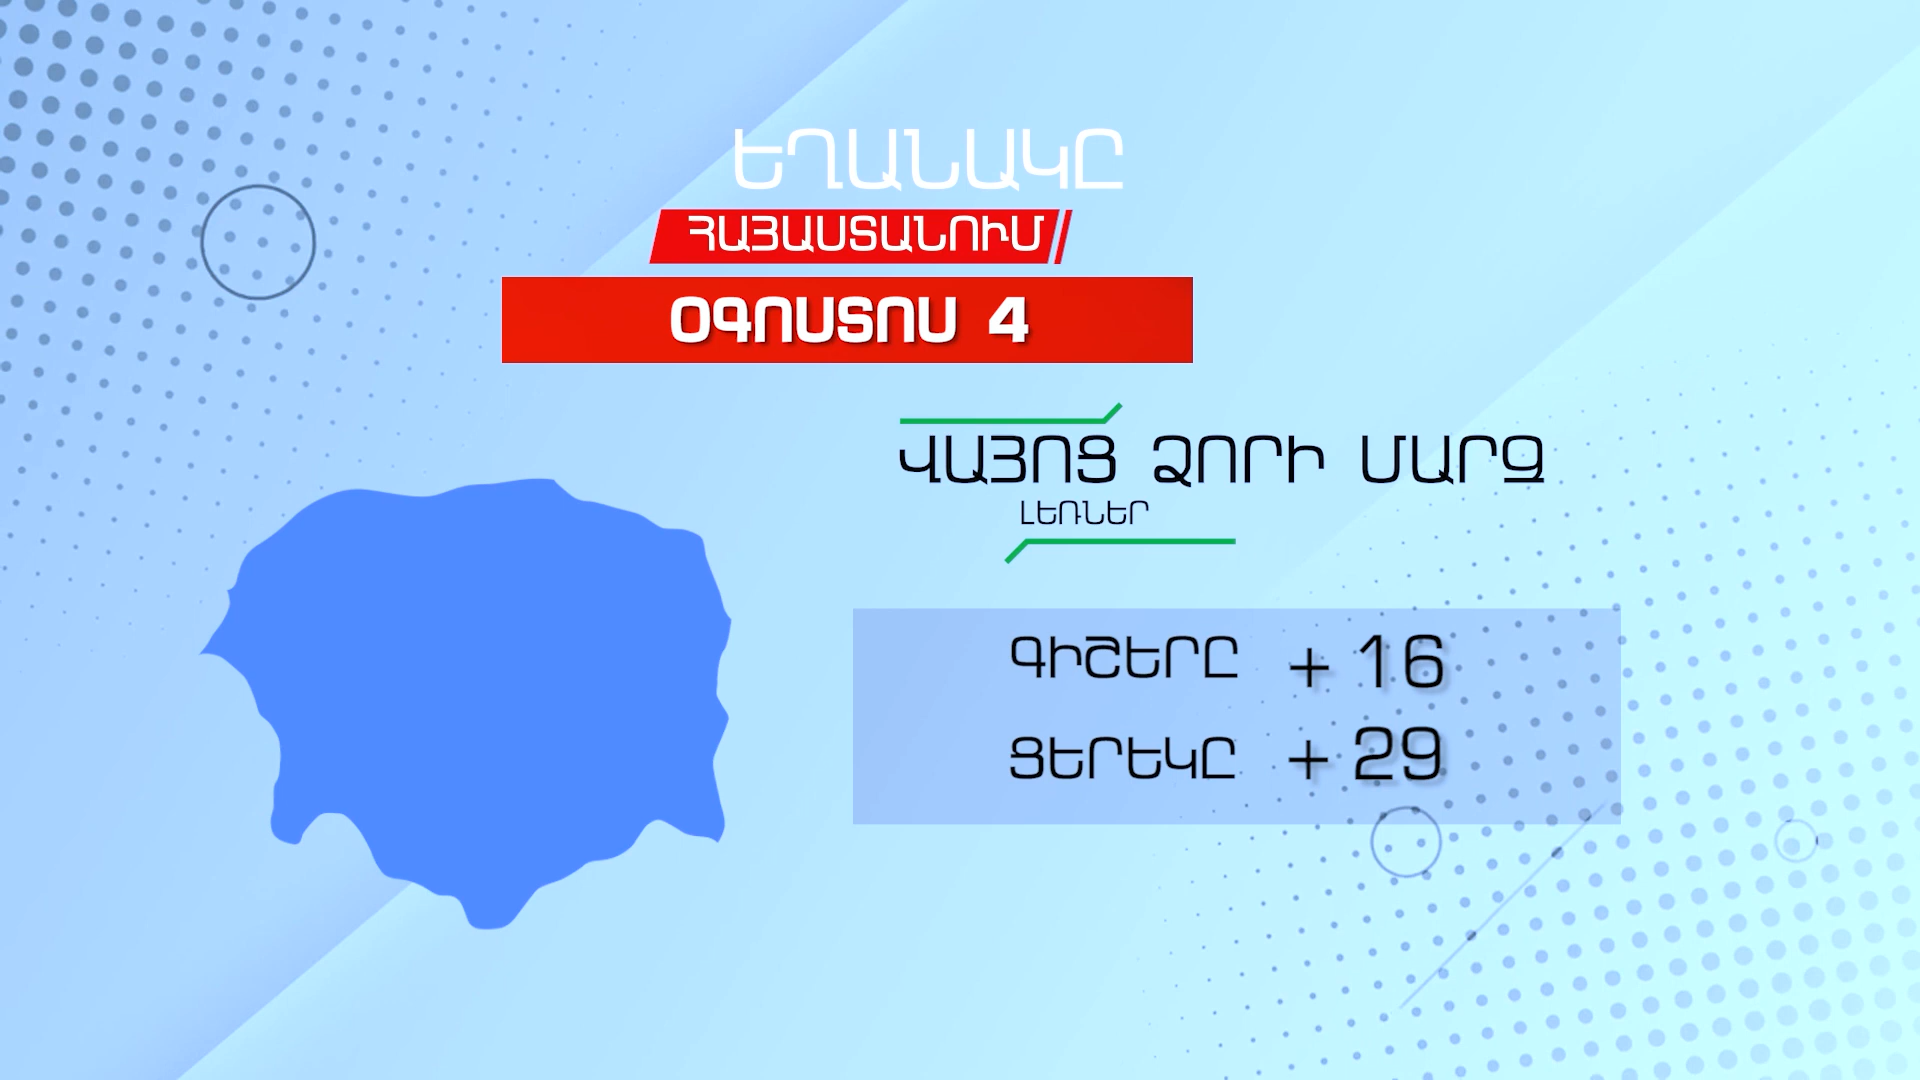 ԵՂԱՆԱԿԸ
ՀԱՅԱՍՏԱՆՈՒՄ
ՕԳՈՍՏՈՍ 4
ՎԱՅՈՑ ՁՈՐԻ ՄԱՐԶ
ԼԵՌՆԵՐ
ԳԻՇԵՐԸ + 16
ՑԵՐԵԿԸ + 29